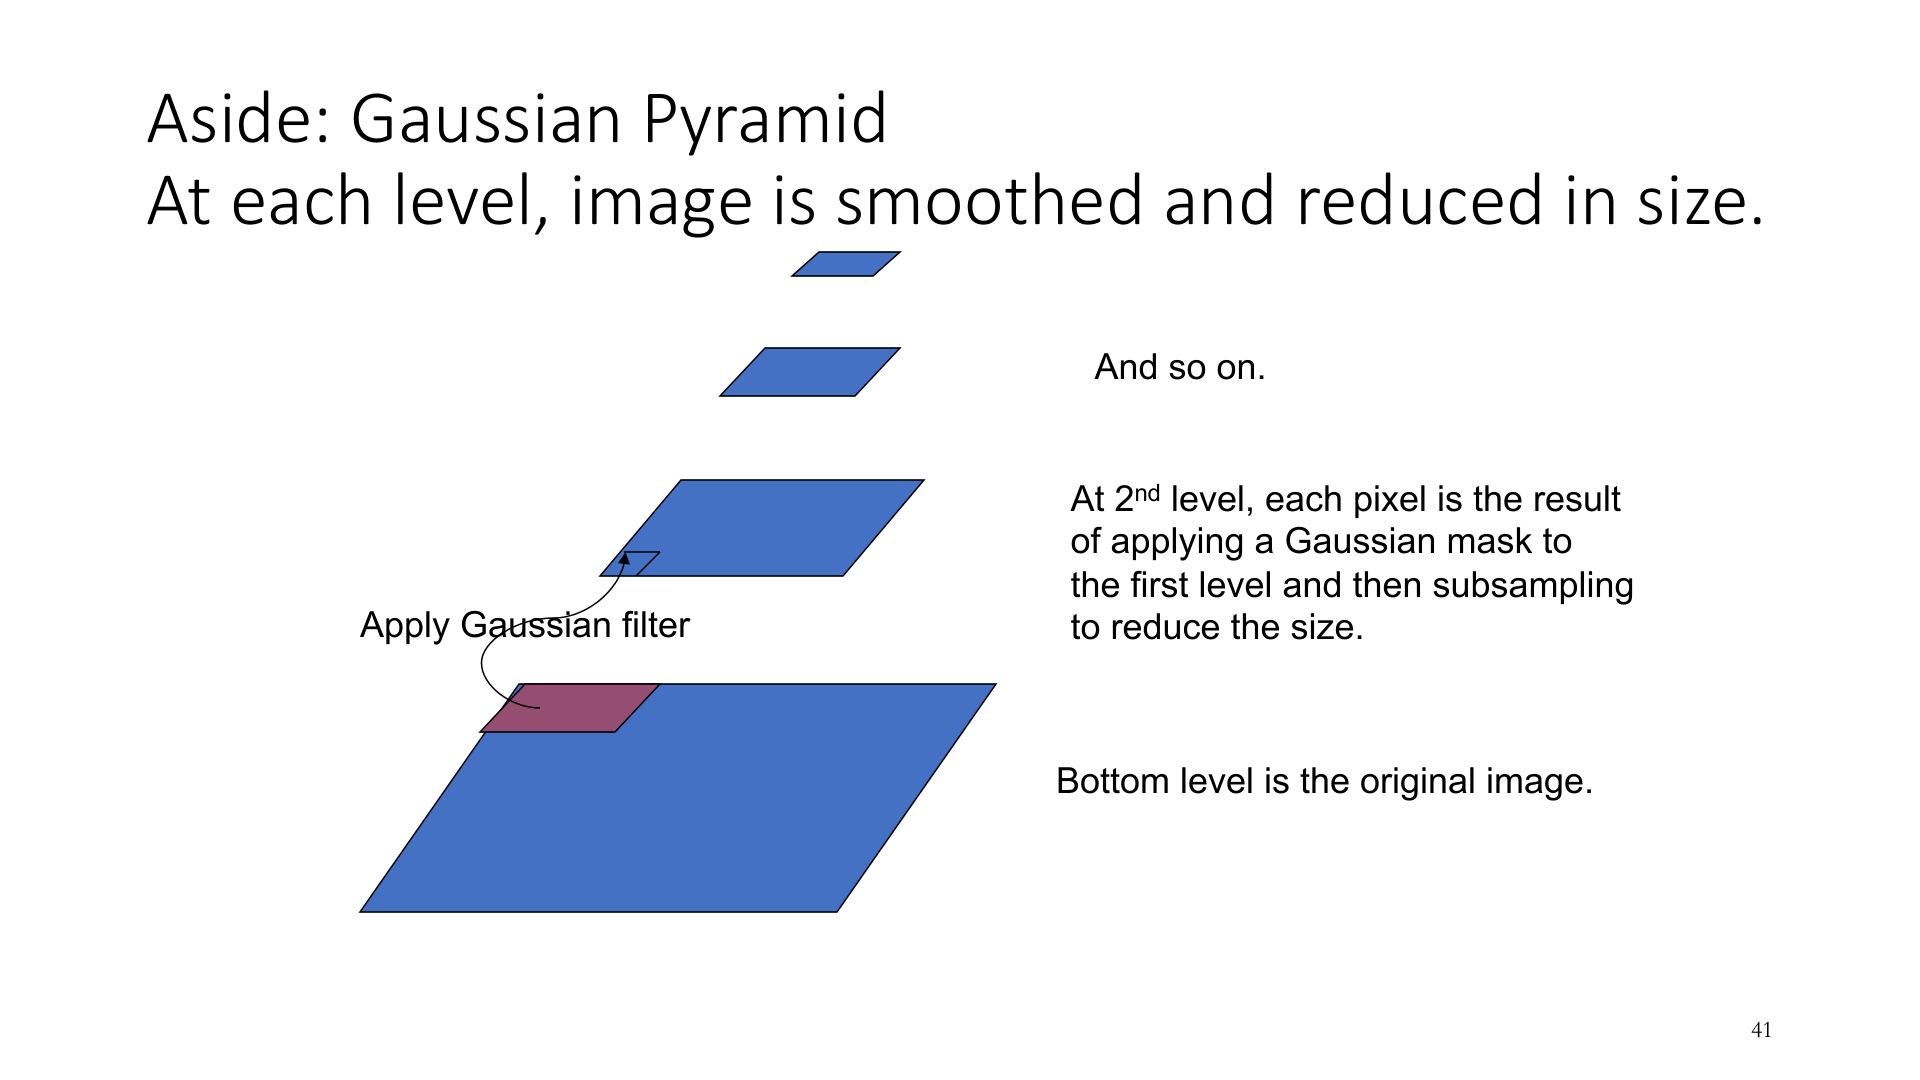 Aside: Gaussian Pyramid
At each level, image is smoothed and reduced in size.
And so on.
At 2nd level, each pixel is the result
of applying a Gaussian mask to
the first level and then subsampling
to reduce the size.
Apply Gaussian filter
Bottom level is the original image.
41